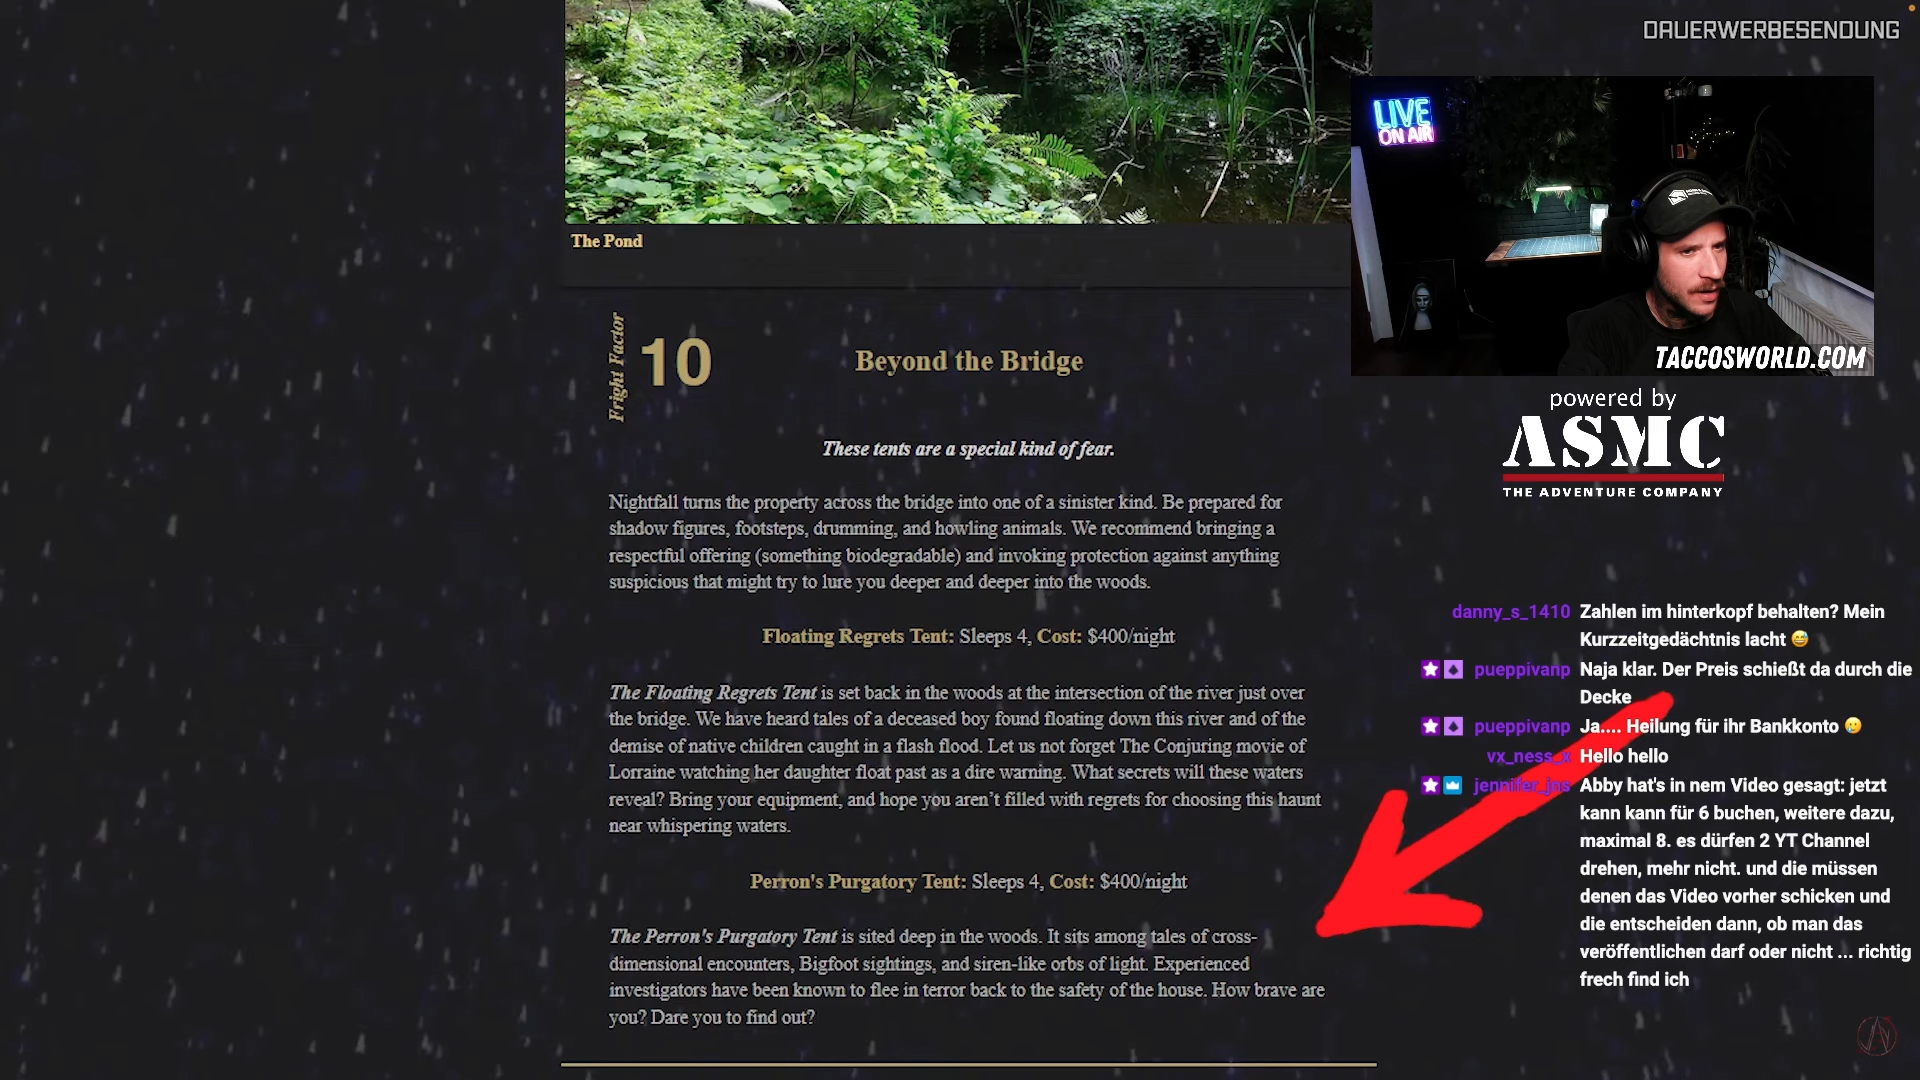 DAUERWERBESENDUNG
LIVE
ON AIR
TACCOSWORLD.COM
powered by
ASMC
THE ADVENTURE COMPANY
The Pond
Fright Factor
10
Beyond the Bridge
These tents are a special kind of fear.
Nightfall turns the property across the bridge into one of a sinister kind. Be prepared for
shadow figures, footsteps, drumming, and howling animals. We recommend bringing a
respectful offering (something biodegradable) and invoking protection against anything
suspicious that might try to lure you deeper and deeper into the woods.
Floating Regrets Tent: Sleeps 4, Cost: $400/night
The Floating Regrets Tent is set back in the woods at the intersection of the river just over
the bridge. We have heard tales of a deceased boy found floating down this river and of the
demise of native children caught in a flash flood. Let us not forget The Conjuring movie of
Lorraine watching her daughter float past as a dire warning. What secrets will these waters
reveal? Bring your equipment, and hope you aren’t filled with regrets for choosing this haunt
near whispering waters.
Perron's Purgatory Tent: Sleeps 4, Cost: $400/night
The Perron's Purgatory Tent is sited deep in the woods. It sits among tales of cross-
dimensional encounters, Bigfoot sightings, and siren-like orbs of light. Experienced
investigators have been known to flee in terror back to the safety of the house. How brave are
you? Dare you to find out?
danny_s_1410 Zahlen im hinterkopf behalten? Mein
Kurzzeitgedächtnis lacht 😅
pueppivanp Naja klar. Der Preis schießt da durch die
Decke
pueppivanp Ja.... Heilung für ihr Bankkonto 🥲
vx_ness_x Hello hello
jennifer_jns Abby hat's in nem Video gesagt: jetzt
kann kann für 6 buchen, weitere dazu,
maximal 8. es dürfen 2 YT Channel
drehen, mehr nicht. und die müssen
denen das Video vorher schicken und
die entscheiden dann, ob man das
veröffentlichen darf oder nicht ... richtig
frech find ich